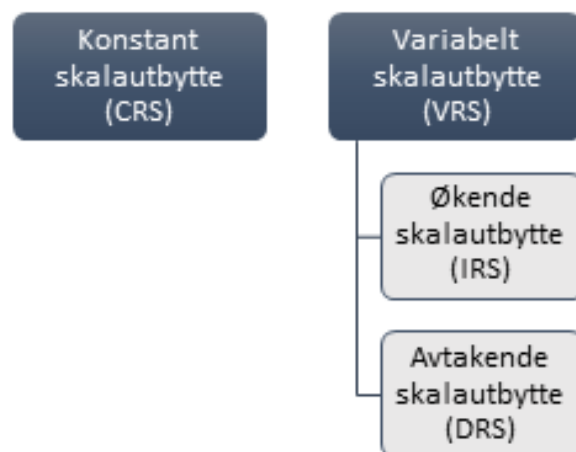 Konstant
skalautbytte
(CRS)
Variabelt
skalautbytte
(VRS)
Økende
skalautbytte
(IRS)
Avtakende
skalautbytte
(DRS)